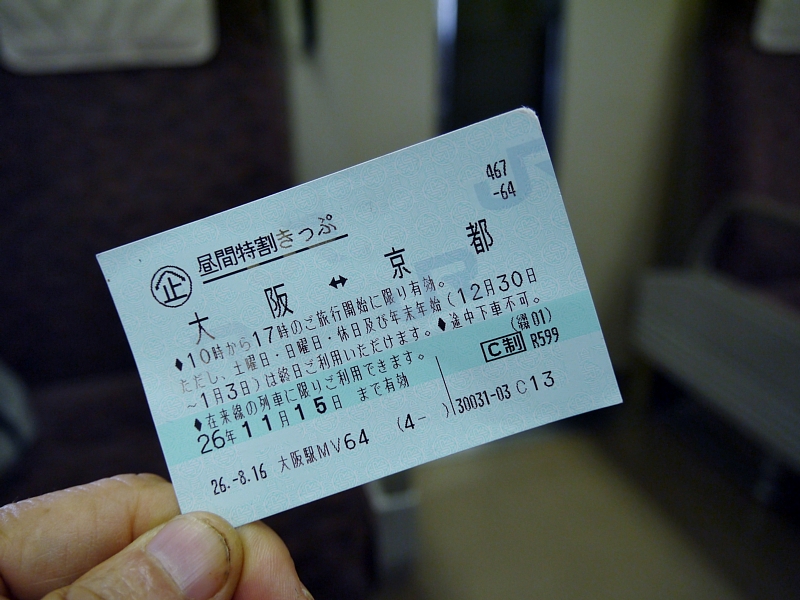 467
-64
企 昼間特割きっぷ
大阪 ↔ 京都
◆10時から17時のご旅行開始に限り有効。
ただし、土曜日・日曜日・休日及び年末年始(12月30日
~1月3日)は終日ご利用いただけます。◆途中下車不可。
◆在来線の列車に限りご利用できます。
(綴01)
26年11月15日 まで有効
C制 R599
26.-8.16 大阪駅MV64 (4- ) 30031-03 C13
JR